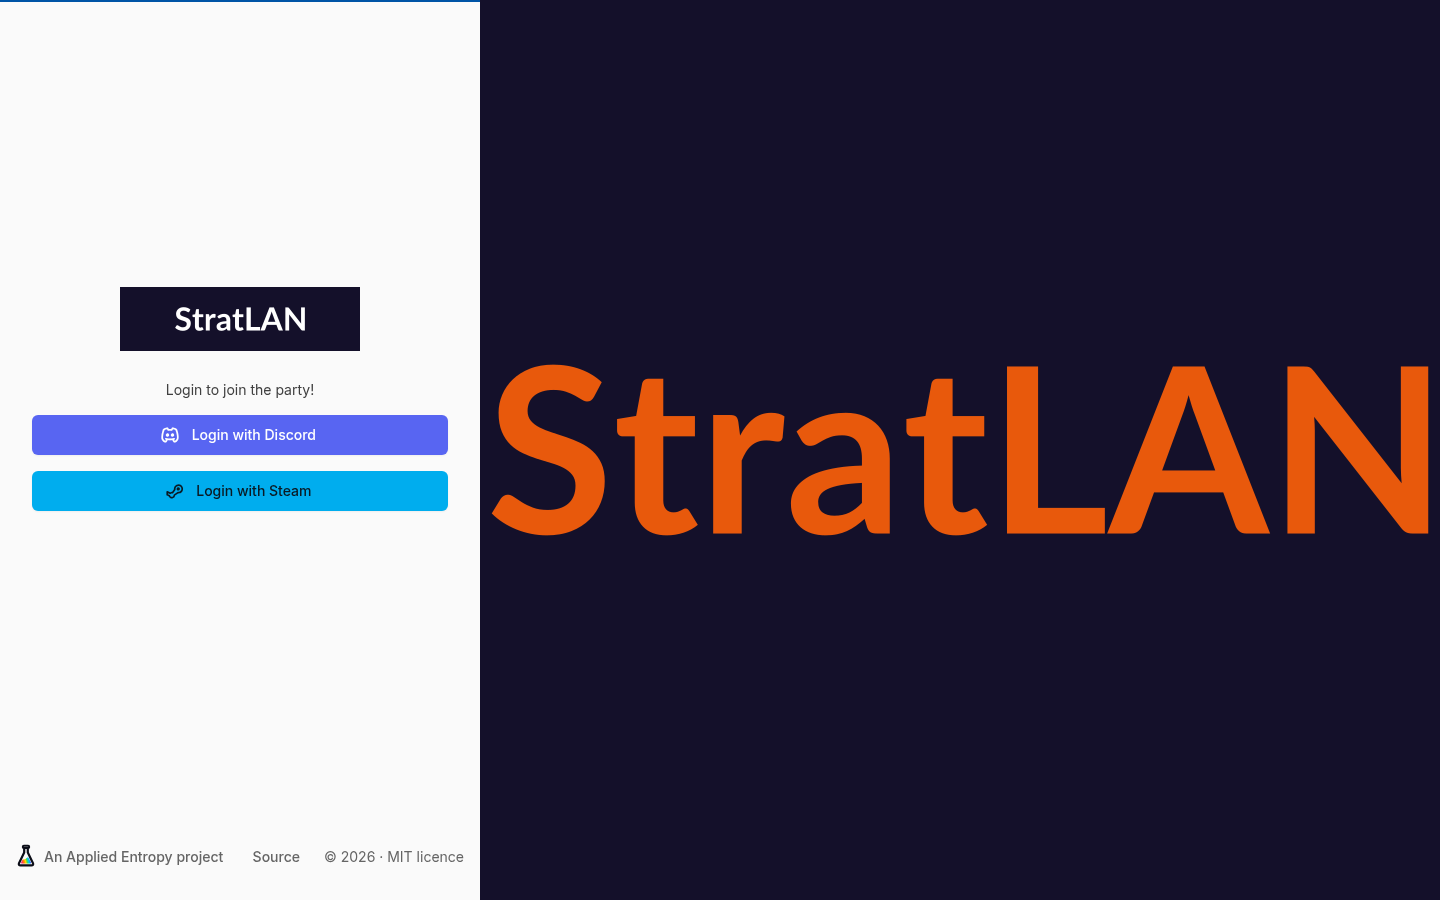 StratLAN
Login to join the party!
Login with Discord
Login with Steam
An Applied Entropy project Source © 2026 · MIT licence
StratLAN